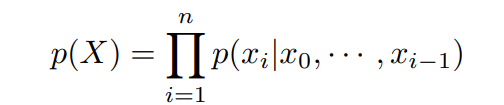 p(X) = ∏_{i=1}^{n} p(x_i|x_0, ⋯ , x_{i−1})